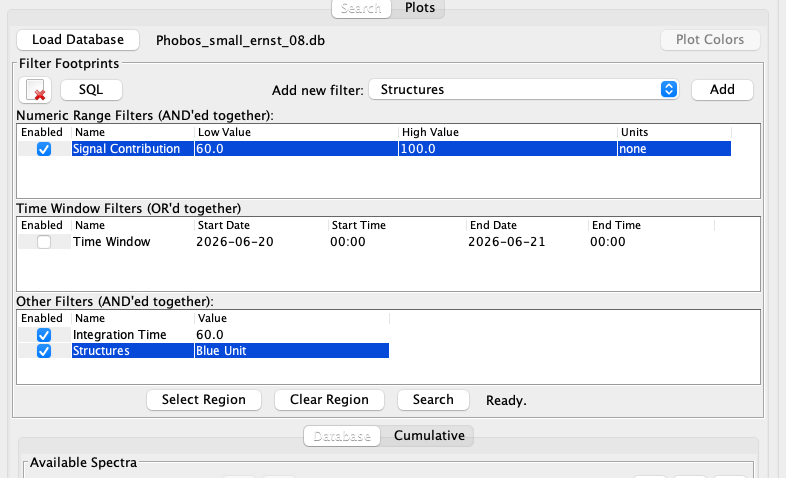 Search Plots
Load Database Phobos_small_ernst_08.db Plot Colors
Filter Footprints
SQL Add new filter: Structures Add
Numeric Range Filters (AND'ed together):
Enabled Name Low Value High Value Units
Signal Contribution 60.0 100.0 none
Time Window Filters (OR'd together)
Enabled Name Start Date Start Time End Date End Time
Time Window 2026-06-20 00:00 2026-06-21 00:00
Other Filters (AND'ed together):
Enabled Name Value
Integration Time 60.0
Structures Blue Unit
Select Region Clear Region Search Ready.
Database Cumulative
Available Spectra